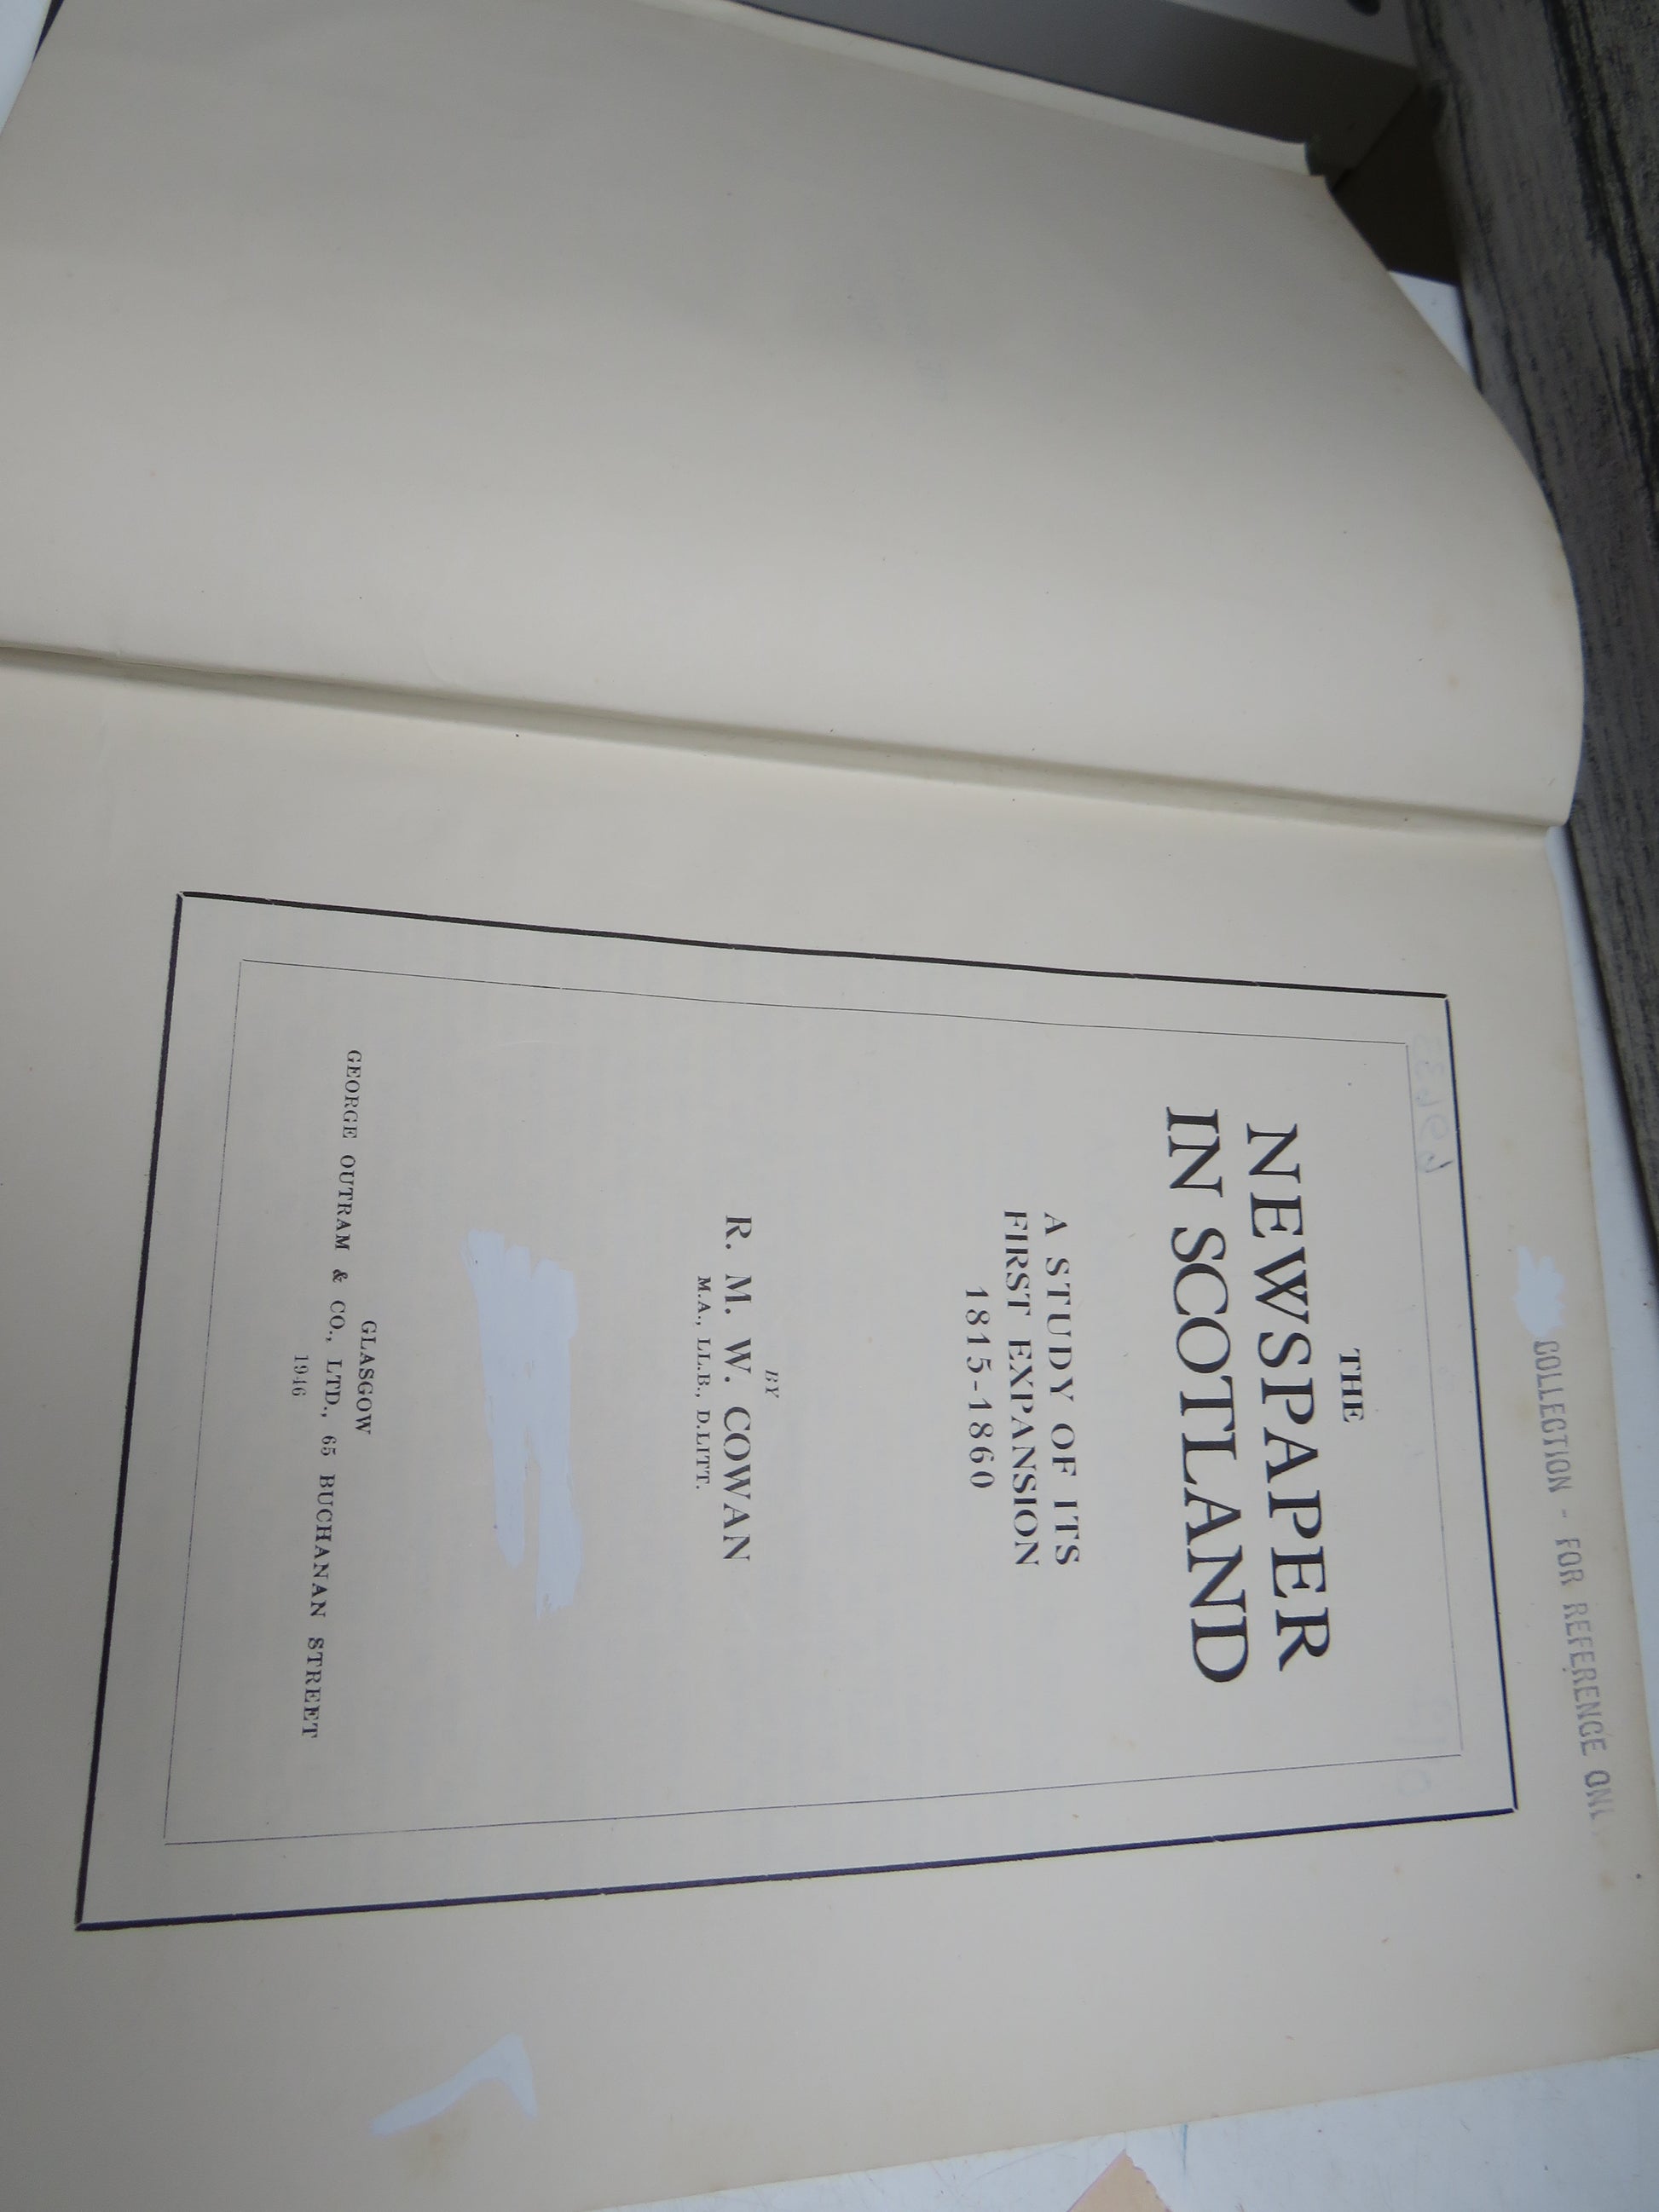 COLLECTION - FOR REFERENCE ONL
THE
NEWSPAPER
IN SCOTLAND
A STUDY OF ITS
FIRST EXPANSION
1815-1860
BY
R. M. W. COWAN
M.A., LL.B., D.LITT.
GLASGOW
GEORGE OUTRAM & CO., LTD., 65 BUCHANAN STREET
1946